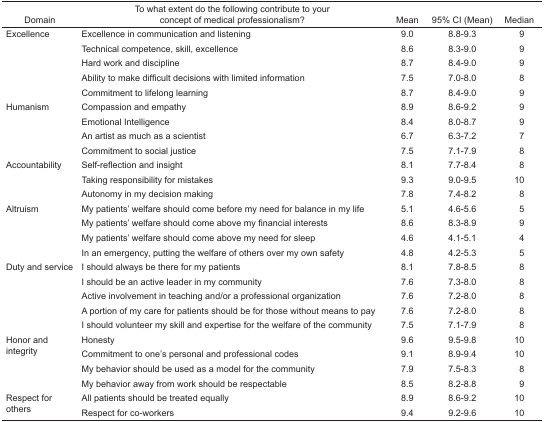 Domain To what extent do the following contribute to your concept of medical professionalism? Mean 95% CI (Mean) Median
Excellence Excellence in communication and listening 9.0 8.8-9.3 9
Technical competence, skill, excellence 8.6 8.3-9.0 9
Hard work and discipline 8.7 8.4-9.0 9
Ability to make difficult decisions with limited information 7.5 7.0-8.0 8
Commitment to lifelong learning 8.7 8.4-9.0 9
Humanism Compassion and empathy 8.9 8.6-9.2 9
Emotional Intelligence 8.4 8.0-8.7 9
An artist as much as a scientist 6.7 6.3-7.2 7
Commitment to social justice 7.5 7.1-7.9 8
Accountability Self-reflection and insight 8.1 7.7-8.4 8
Taking responsibility for mistakes 9.3 9.0-9.5 10
Autonomy in my decision making 7.8 7.4-8.2 8
Altruism My patients' welfare should come before my need for balance in my life 5.1 4.6-5.6 5
My patients' welfare should come above my financial interests 8.6 8.3-8.9 9
My patients' welfare should come above my need for sleep 4.6 4.1-5.1 4
In an emergency, putting the welfare of others over my own safety 4.8 4.2-5.3 5
Duty and service I should always be there for my patients 8.1 7.8-8.5 8
I should be an active leader in my community 7.6 7.3-8.0 8
Active involvement in teaching and/or a professional organization 7.6 7.2-8.0 8
A portion of my care for patients should be for those without means to pay 7.6 7.2-8.0 8
I should volunteer my skill and expertise for the welfare of the community 7.5 7.1-7.9 8
Honor and integrity Honesty 9.6 9.5-9.8 10
Commitment to one's personal and professional codes 9.1 8.9-9.4 10
My behavior should be used as a model for the community 7.9 7.5-8.3 8
My behavior away from work should be respectable 8.5 8.2-8.8 9
Respect for others All patients should be treated equally 8.9 8.6-9.2 10
Respect for co-workers 9.4 9.2-9.6 10